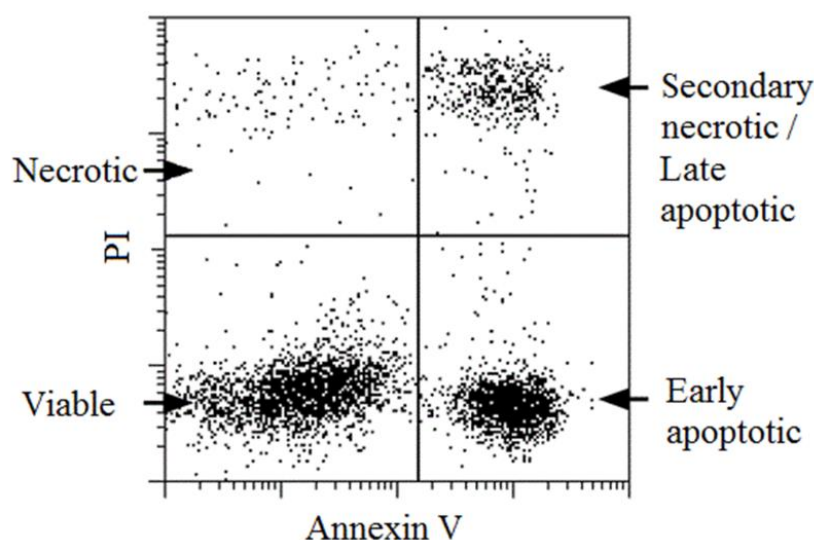 Secondary
necrotic /
Late
apoptotic
Necrotic
PI
Viable
Early
apoptotic
Annexin V